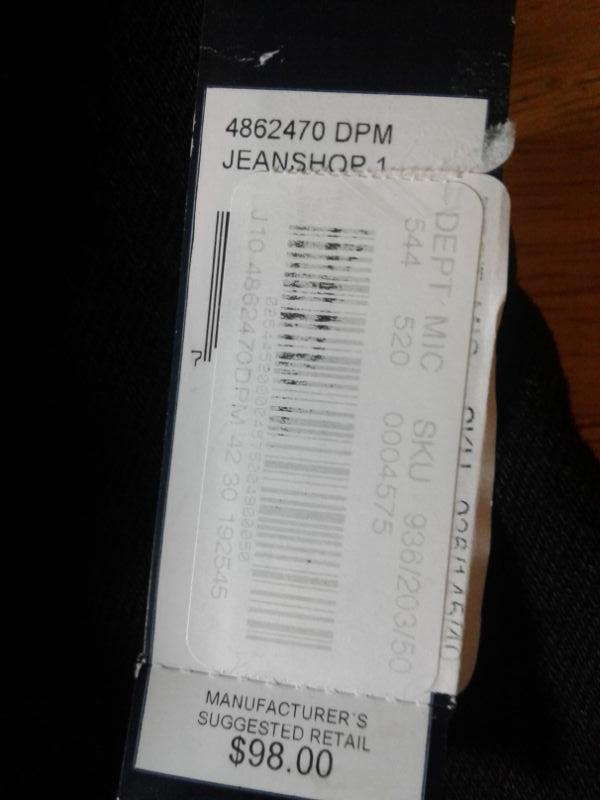 4862470 DPM
JEANSHOP 1
DEPT MIC SKU 936/203/50
544 520 0004575
J10 4862470DPM 42 30 192545
MANUFACTURER'S
SUGGESTED RETAIL
$98.00